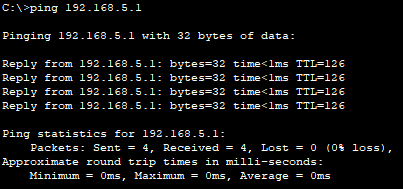 C:\>ping 192.168.5.1
Pinging 192.168.5.1 with 32 bytes of data:
Reply from 192.168.5.1: bytes=32 time<1ms TTL=126
Reply from 192.168.5.1: bytes=32 time<1ms TTL=126
Reply from 192.168.5.1: bytes=32 time<1ms TTL=126
Reply from 192.168.5.1: bytes=32 time<1ms TTL=126
Ping statistics for 192.168.5.1:
    Packets: Sent = 4, Received = 4, Lost = 0 (0% loss),
Approximate round trip times in milli-seconds:
    Minimum = 0ms, Maximum = 0ms, Average = 0ms